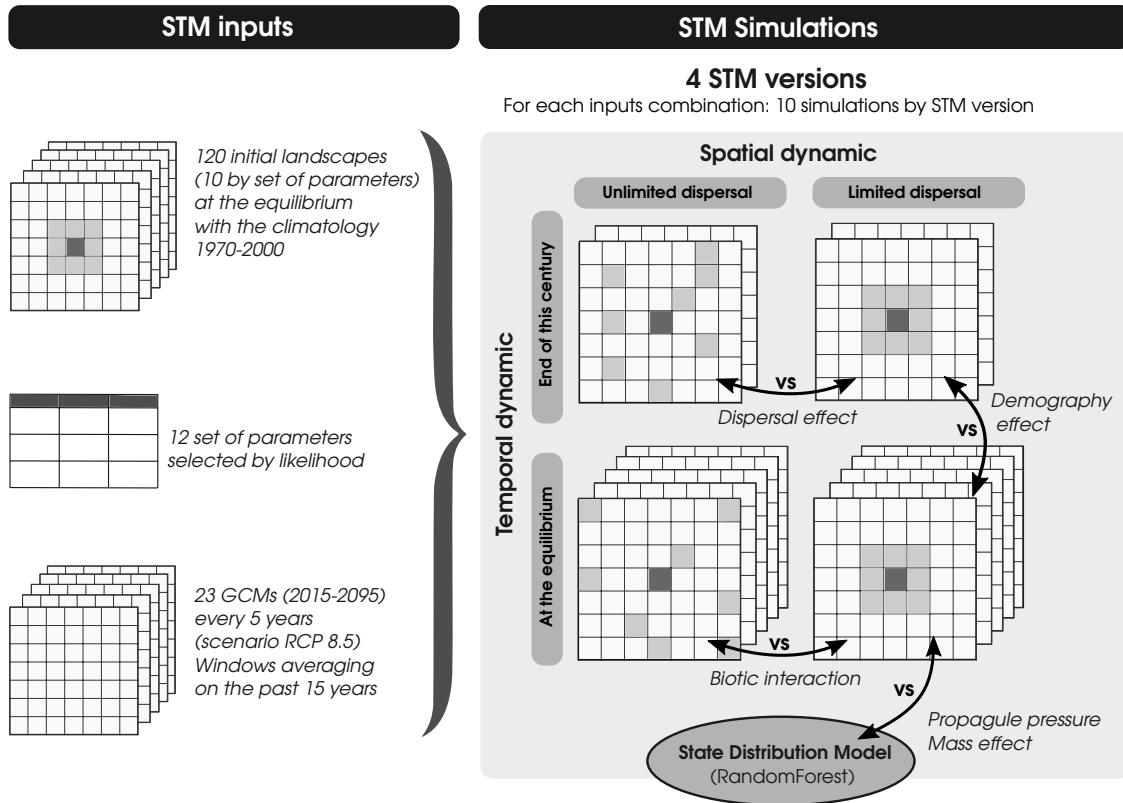 STM inputs
120 initial landscapes
(10 by set of parameters)
at the equilibrium
with the climatology
1970-2000
12 set of parameters
selected by likelihood
23 GCMs (2015-2095)
every 5 years
(scenario RCP 8.5)
Windows averaging
on the past 15 years
STM Simulations
4 STM versions
For each inputs combination: 10 simulations by STM version
Spatial dynamic
Unlimited dispersal
Limited dispersal
Temporal dynamic
End of this century
At the equilibrium
vs
Dispersal effect
Demography
effect
vs
vs
Biotic interaction
vs
Propagule pressure
Mass effect
State Distribution Model
(RandomForest)